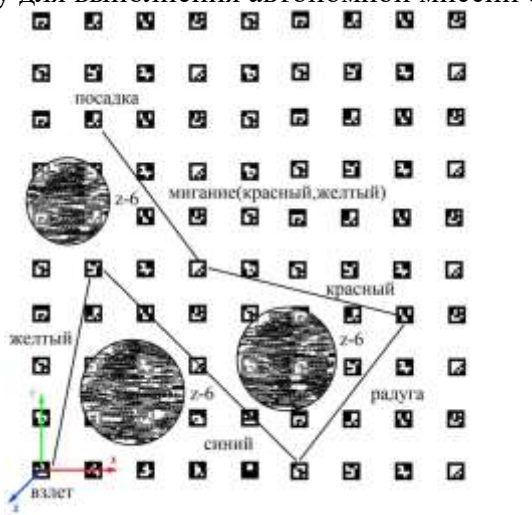 у для выполнения автономной миссии
посадка
z-6
мигание(красный,желтый)
красный
желтый
z-6
z-6
радуга
синий
x
взлет
z